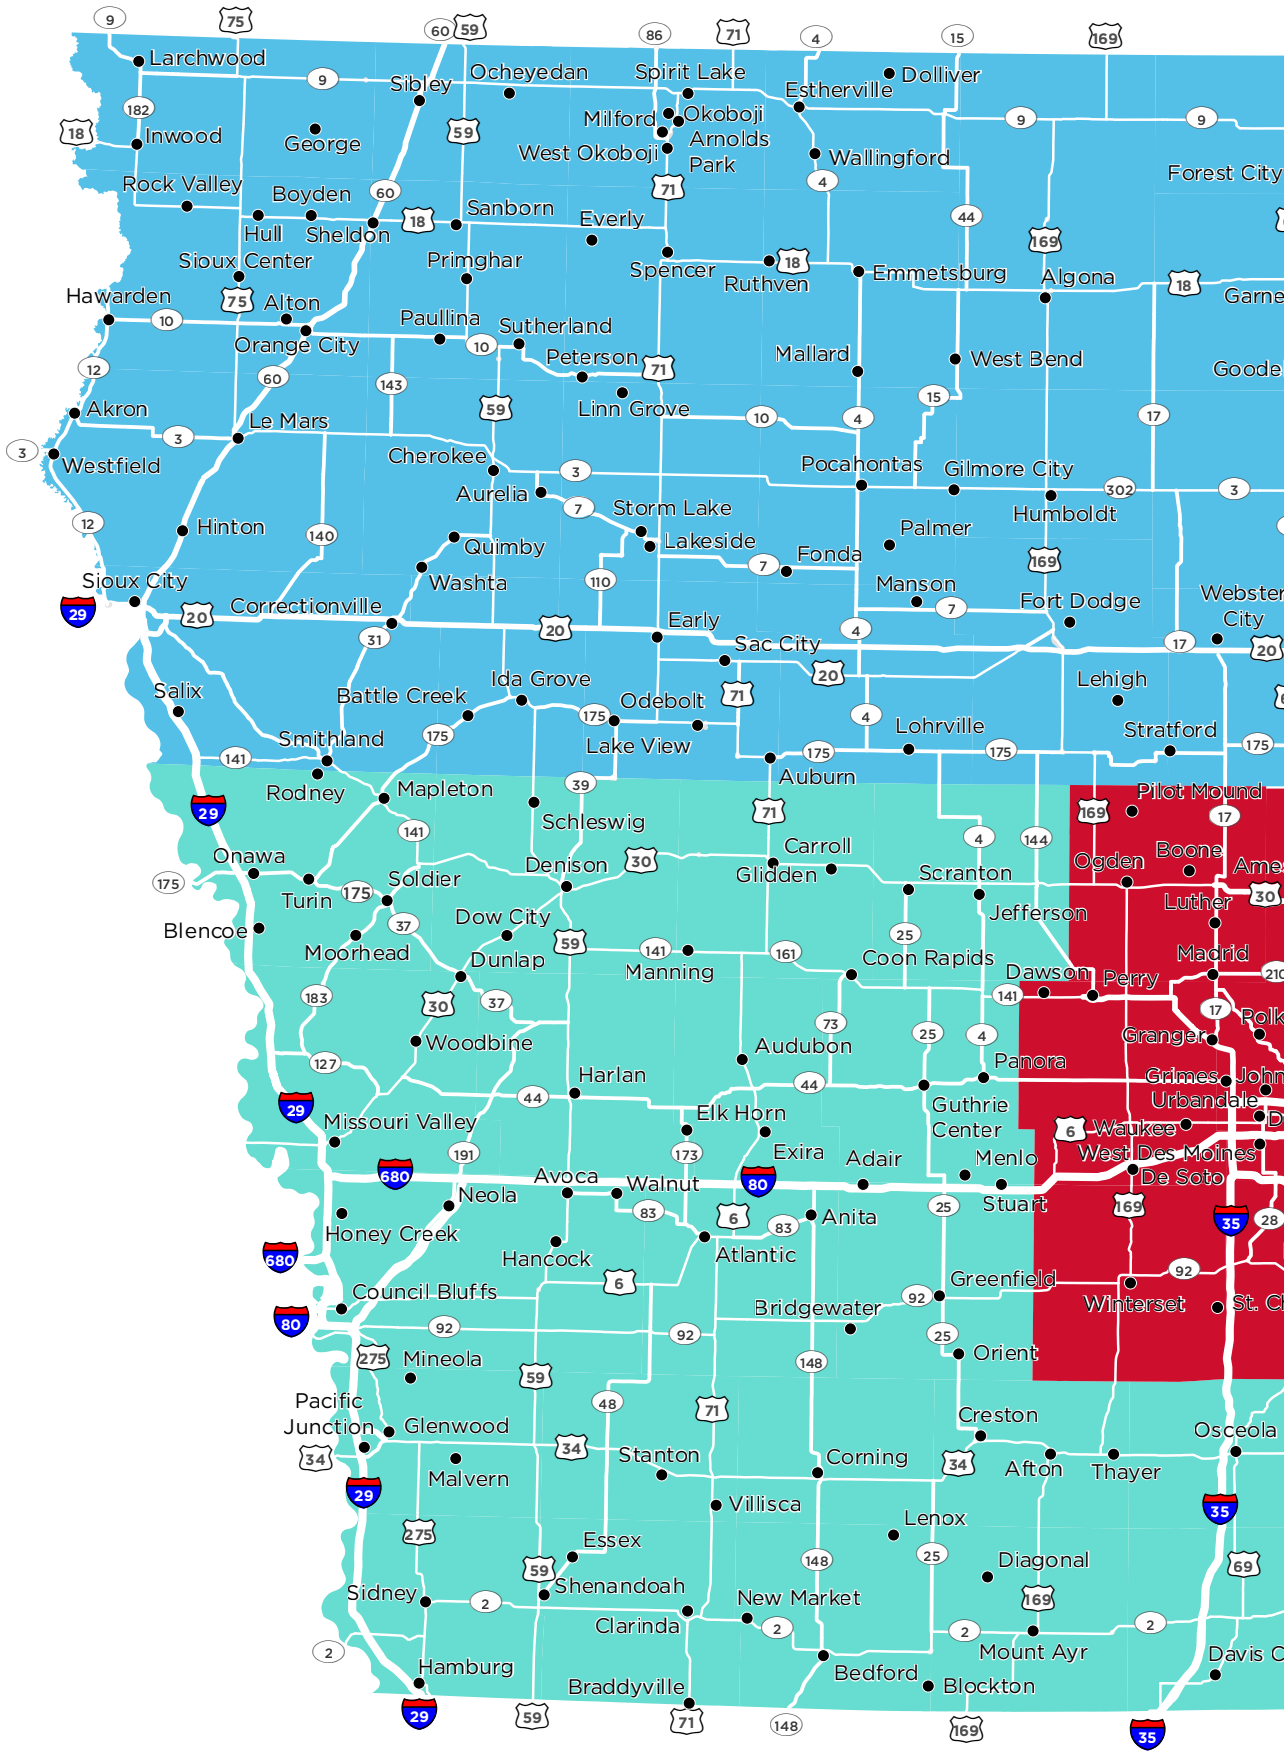 9
75
60
59
86
71
4
15
169
Larchwood
9
Sibley
Ocheyedan
Spirit Lake
Estherville
Dolliver
182
18
Inwood
George
59
Milford
Okoboji
Arnolds
Park
West Okoboji
Wallingford
9
9
4
Forest City
Rock Valley
Boyden
60
71
Hull
Sheldon
18
Sanborn
Everly
44
169
Sioux Center
Primghar
Spencer
Ruthven
18
Emmetsburg
Algona
18
Hawarden
75
Alton
Garne
10
Orange City
Paullina
10
Sutherland
Peterson
71
Mallard
West Bend
Goode
12
60
143
Linn Grove
15
Akron
59
10
4
17
3
3
Le Mars
Westfield
Cherokee
3
Pocahontas
Gilmore City
302
3
Aurelia
7
Humboldt
12
Hinton
140
Storm Lake
Lakeside
Palmer
Quimby
7
Fonda
169
Sioux City
Washta
110
Manson
7
Fort Dodge
Webster
City
29
20
Correctionville
31
20
Early
4
17
20
Sac City
20
Salix
Battle Creek
Ida Grove
71
Lehigh
175
Odebolt
4
175
Lake View
Lohrville
Stratford
141
Smithland
175
175
175
Rodney
Auburn
29
Mapleton
39
Schleswig
71
169
Pilot Mound
17
141
4
144
Onawa
Denison
30
Carroll
Ogden
Boone
Ames
175
Turin
175
Soldier
Glidden
Scranton
30
Blencoe
Jefferson
Luther
Moorhead
37
Dow City
59
25
Dunlap
141
Manning
161
Coon Rapids
Dawson
Perry
Madrid
210
183
30
37
141
17
73
25
4
Granger
Polk
Woodbine
127
Audubon
Panora
29
44
Harlan
44
Grimes
John
Guthrie
Center
Urbandale
Missouri Valley
Elk Horn
6
Waukee
D
191
173
Exira
680
80
Adair
Menlo
West Des Moines
De Soto
Avoca
Walnut
Neola
83
6
83
Anita
25
Stuart
169
35
28
Honey Creek
Atlantic
Hancock
680
6
92
Council Bluffs
92
Greenfield
80
92
92
Bridgewater
Winterset
St. C
275
Mineola
59
148
25
Orient
48
71
Pacific
Junction
Glenwood
Creston
Osceola
34
34
Stanton
Corning
34
Afton
Thayer
Malvern
29
Villisca
35
275
Lenox
Essex
148
25
59
Diagonal
69
Sidney
2
Shenandoah
169
Clarinda
New Market
2
2
2
2
Mount Ayr
Hamburg
Bedford
Davis C
Braddyville
Blockton
29
59
71
148
169
35